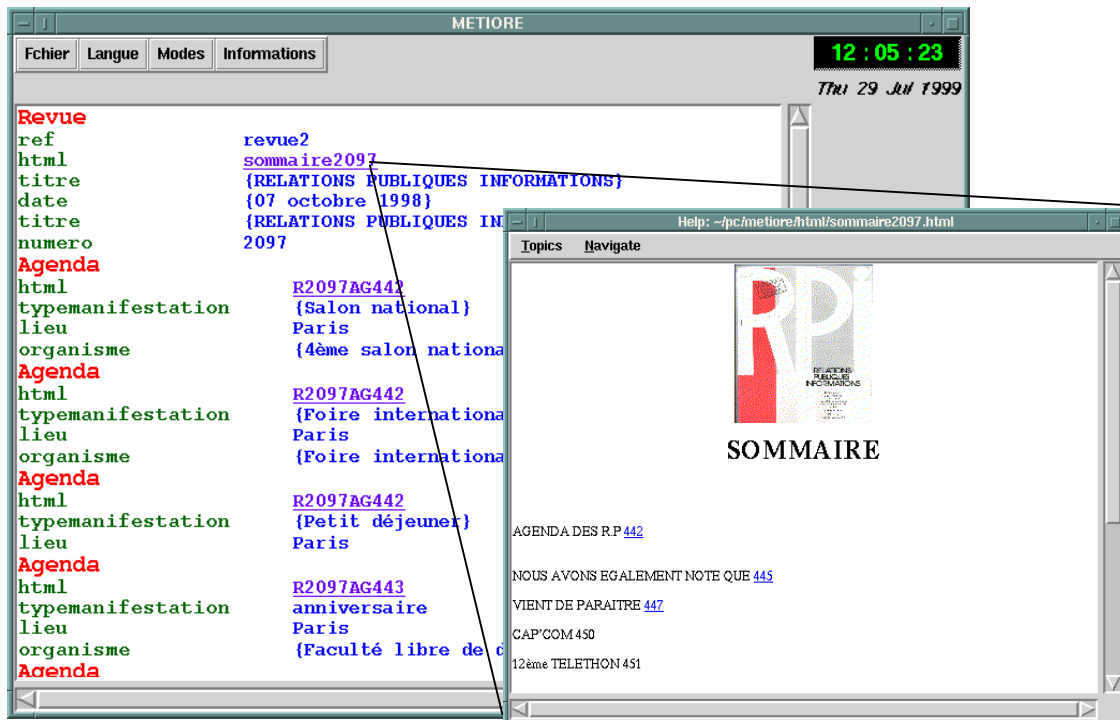 METIORE
Fchier Langue Modes Informations
12 : 05 : 23
Thu 29 Jul 1999
Revue
ref revue2
html sommaire2097
titre {RELATIONS PUBLIQUES INFORMATIONS}
date {07 octobre 1998}
titre {RELATIONS PUBLIQUES IN
numero 2097
Agenda
html R2097AG442
typemanifestation {Salon national}
lieu Paris
organisme {4ème salon nationa
Agenda
html R2097AG442
typemanifestation {Foire internationa
lieu Paris
organisme {Foire internationa
Agenda
html R2097AG442
typemanifestation {Petit déjeuner}
lieu Paris
Agenda
html R2097AG443
typemanifestation anniversaire
lieu Paris
organisme {Faculté libre de d
Agenda
Help: ~/pc/metiore/html/sommaire2097.html
Topics Navigate
RPi
RELATIONS
PUBLIQUES
INFORMATIONS
SOMMAIRE
AGENDA DES R.P 442
NOUS AVONS EGALEMENT NOTE QUE 445
VIENT DE PARAITRE 447
CAP'COM 450
12ème TELETHON 451